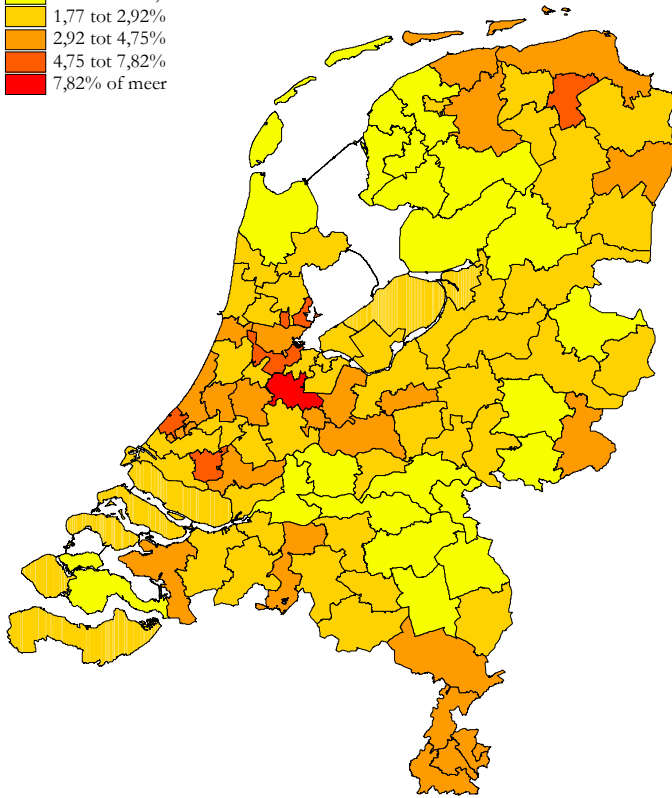 1,77 tot 2,92%
2,92 tot 4,75%
4,75 tot 7,82%
7,82% of meer